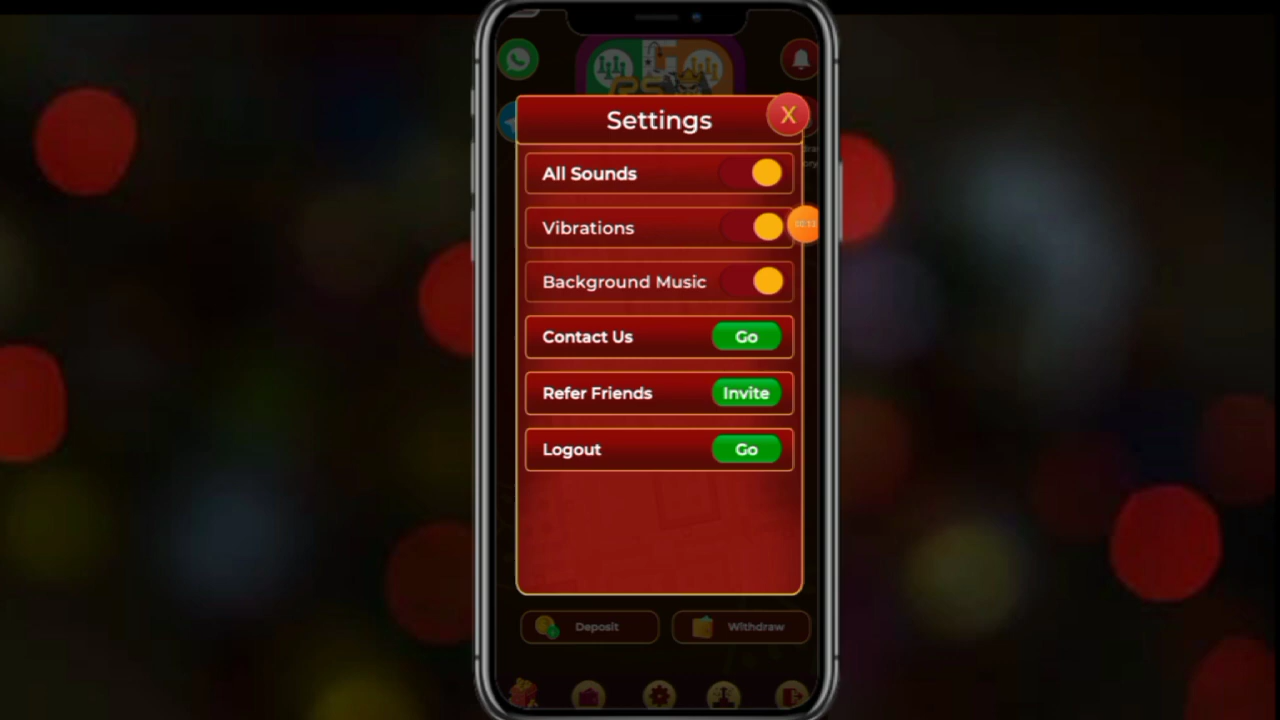 Settings
X
All Sounds
Vibrations
Background Music
Contact Us Go
Refer Friends Invite
Logout Go
Deposit Withdraw